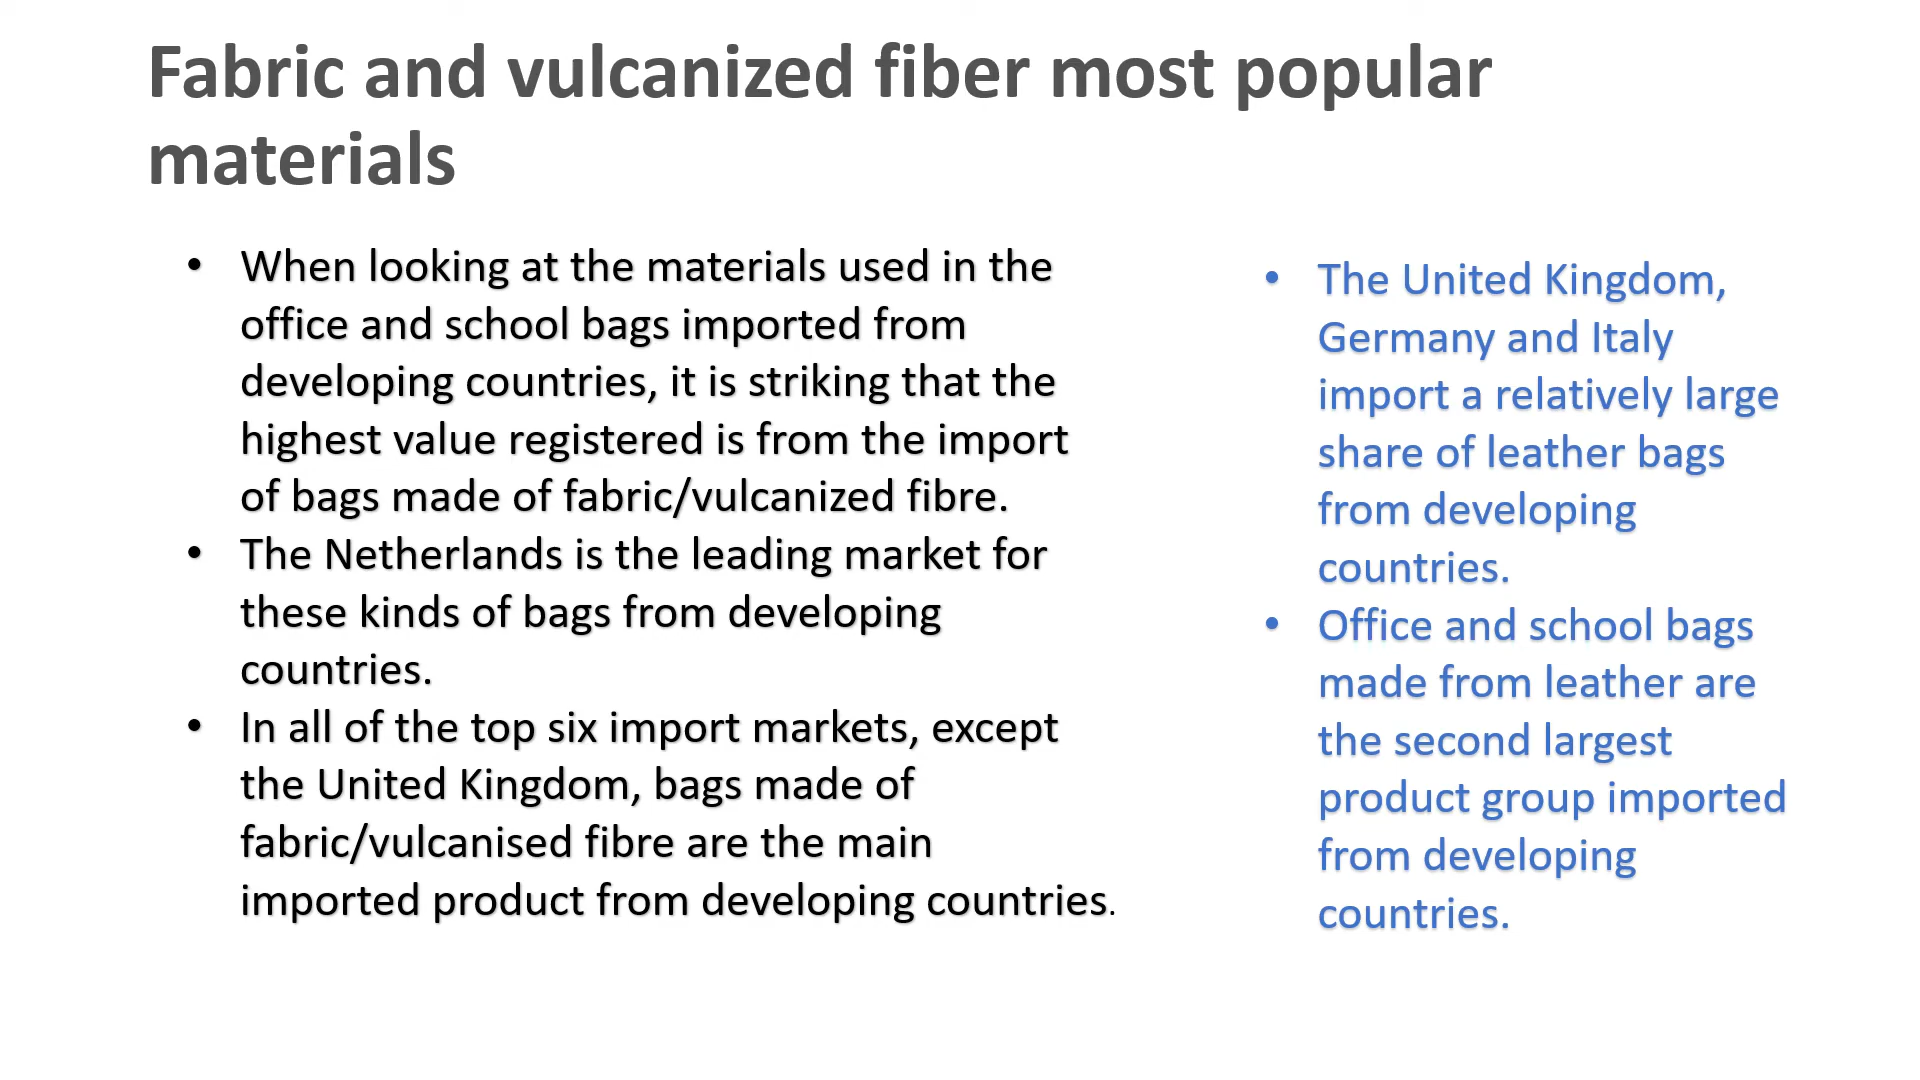 Fabric and vulcanized fiber most popular
materials
• When looking at the materials used in the
office and school bags imported from
developing countries, it is striking that the
highest value registered is from the import
of bags made of fabric/vulcanized fibre.
• The Netherlands is the leading market for
these kinds of bags from developing
countries.
• In all of the top six import markets, except
the United Kingdom, bags made of
fabric/vulcanised fibre are the main
imported product from developing countries.
• The United Kingdom,
Germany and Italy
import a relatively large
share of leather bags
from developing
countries.
• Office and school bags
made from leather are
the second largest
product group imported
from developing
countries.